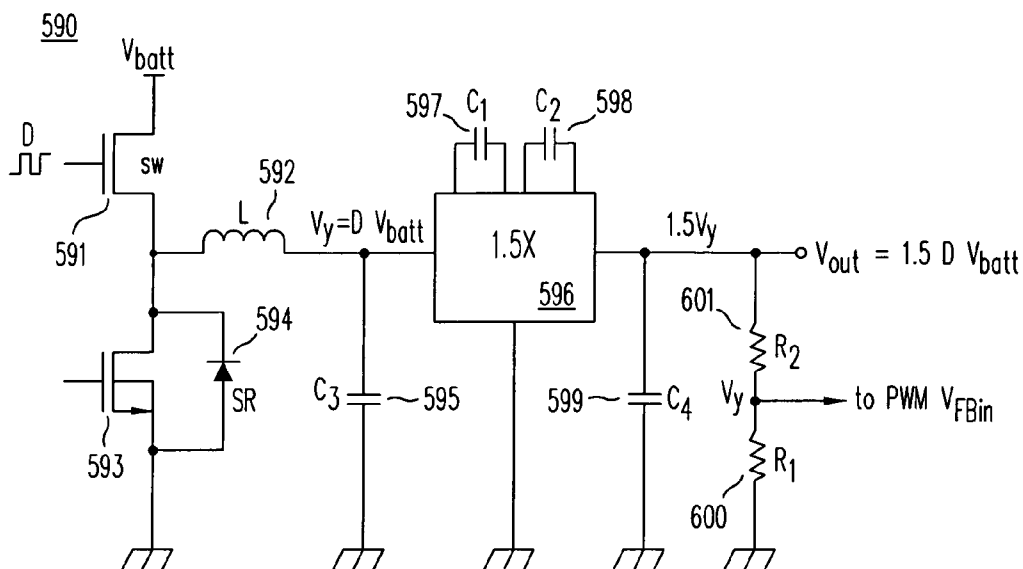 590
V_batt
D
SW
591
L
592
V_y=D V_batt
597
C_1
C_2
598
1.5X
596
1.5V_y
V_out = 1.5 D V_batt
601
R_2
594
SR
593
C_3
595
599
C_4
V_y
to PWM V_FBin
R_1
600